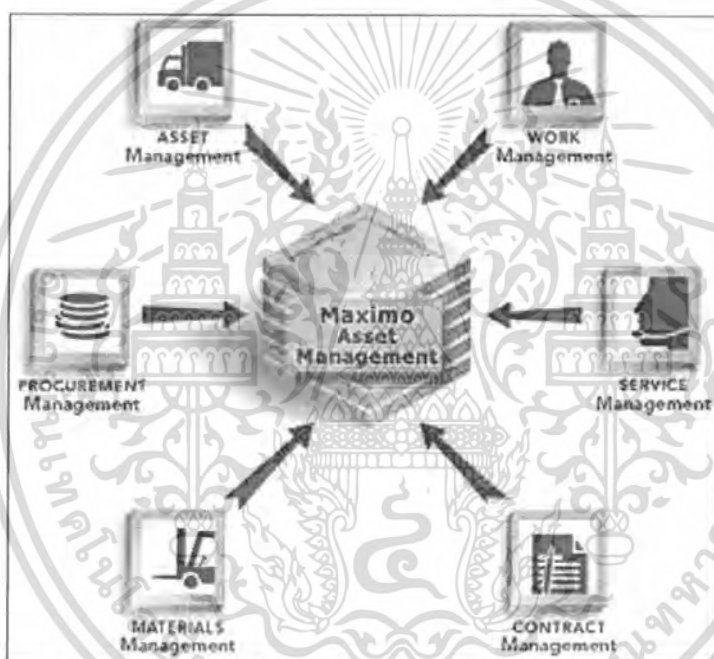 ASSET
Management
WORK
Management
Maximo
Asset
Management
PROCUREMENT
Management
SERVICE
Management
MATERIALS
Management
CONTRACT
Management